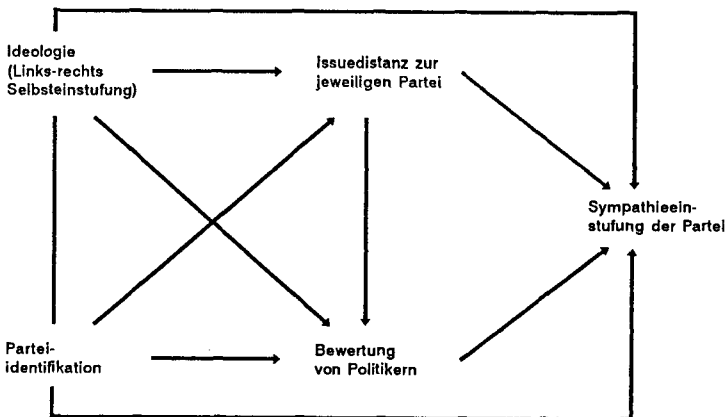 Ideologie
(Links-rechts
Selbsteinstufung)
Issuedistanz zur
jeweiligen Partei
Sympathieein-
stufung der Partei
Partei-
identifikation
Bewertung
von Politikern